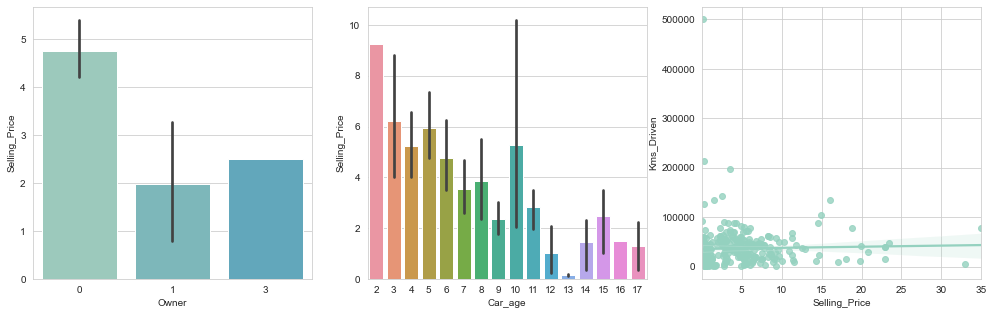 Selling_Price
5
4
3
2
1
0
0 1 3
Owner
Selling_Price
10
8
6
4
2
0
2 3 4 5 6 7 8 9 10 11 12 13 14 15 16 17
Car_age
Kms_Driven
500000
400000
300000
200000
100000
0
5 10 15 20 25 30 35
Selling_Price